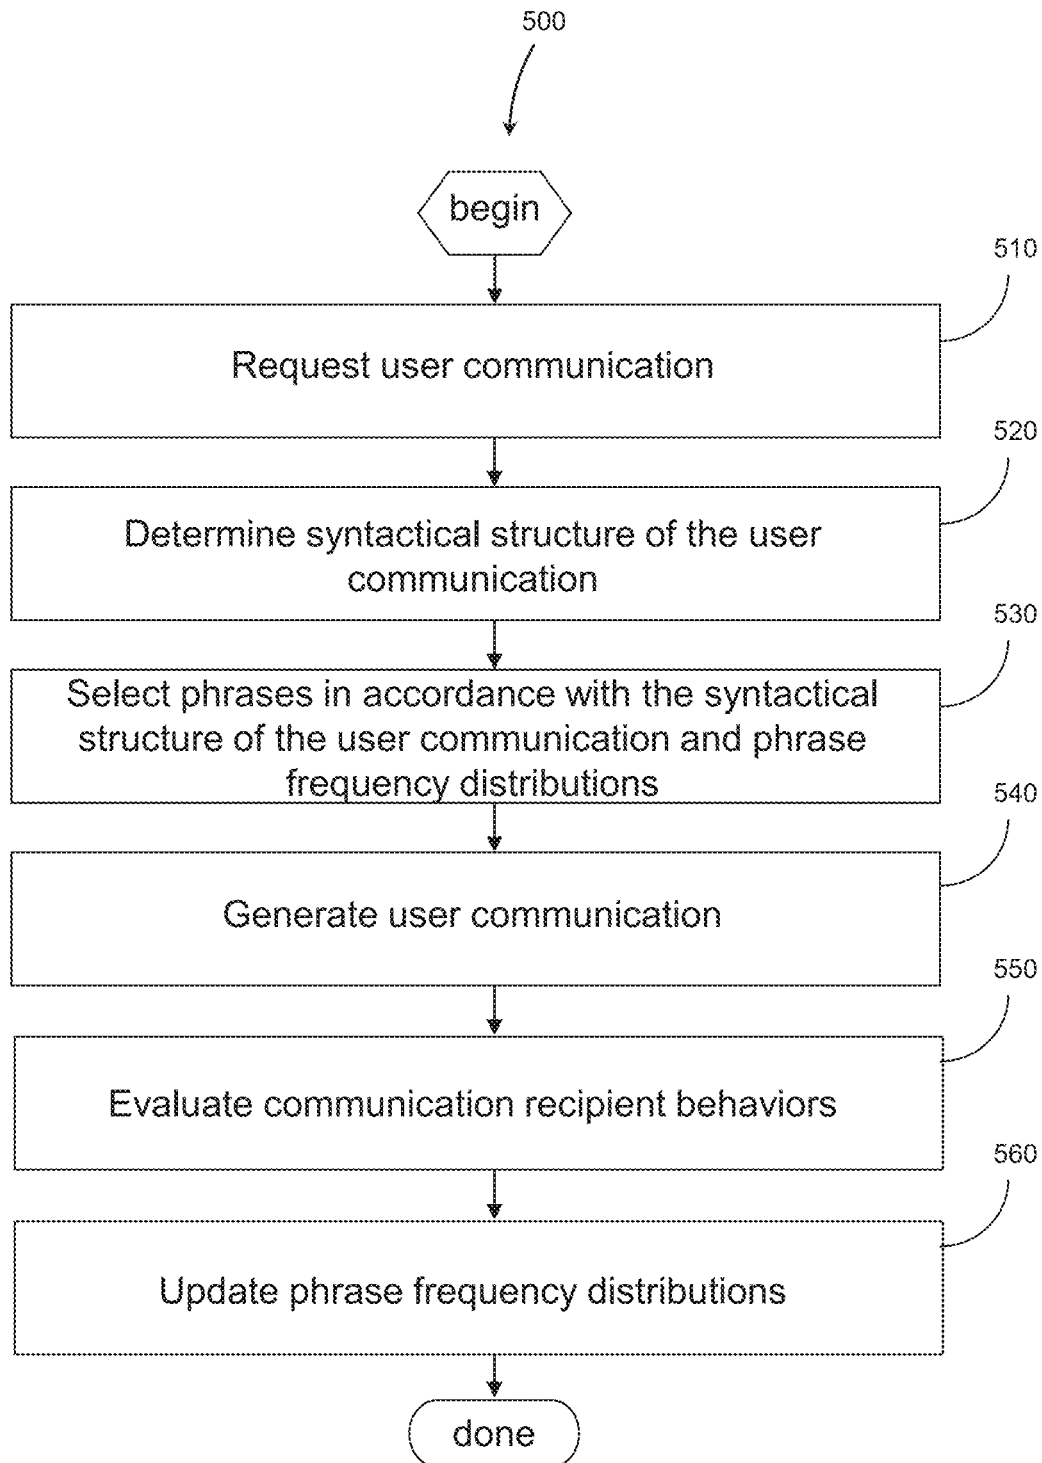 500
begin
510
Request user communication
520
Determine syntactical structure of the user
communication
530
Select phrases in accordance with the syntactical
structure of the user communication and phrase
frequency distributions
540
Generate user communication
550
Evaluate communication recipient behaviors
560
Update phrase frequency distributions
done